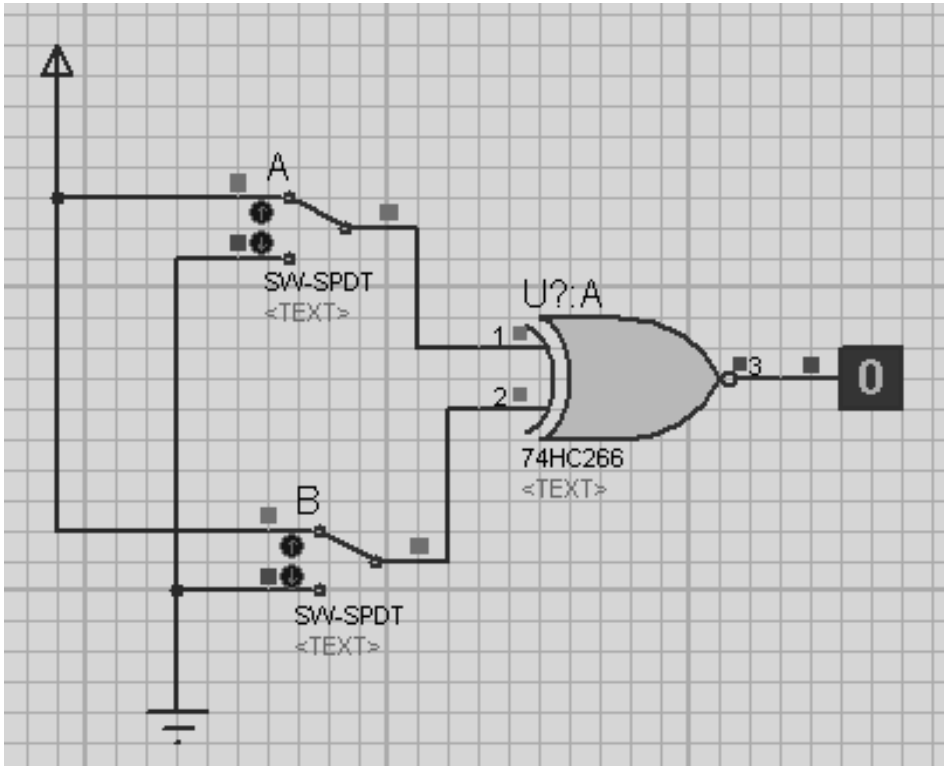 A
SW-SPDT
<TEXT>
U?:A
1
2
3
0
74HC266
<TEXT>
B
SW-SPDT
<TEXT>